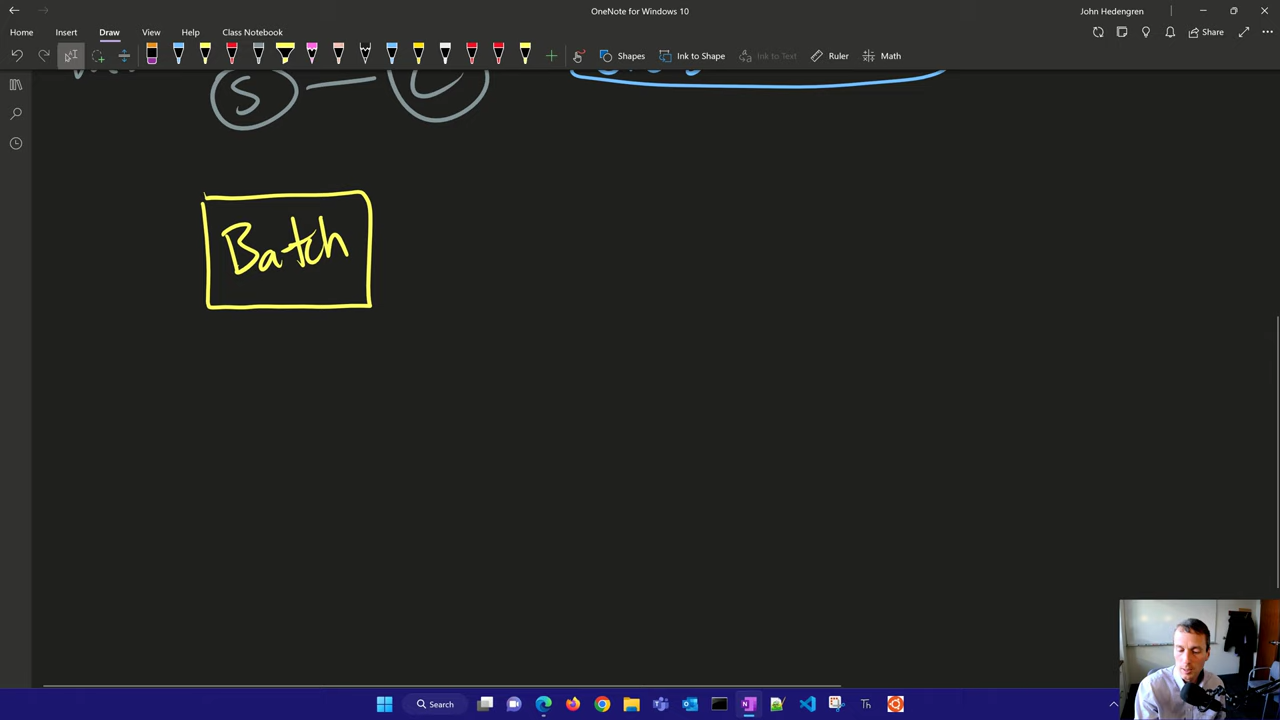 OneNote for Windows 10
John Hedengren
Home Insert Draw View Help Class Notebook
Share
Shapes Ink to Shape Ink to Text Ruler Math
S
Batch
Search
Th